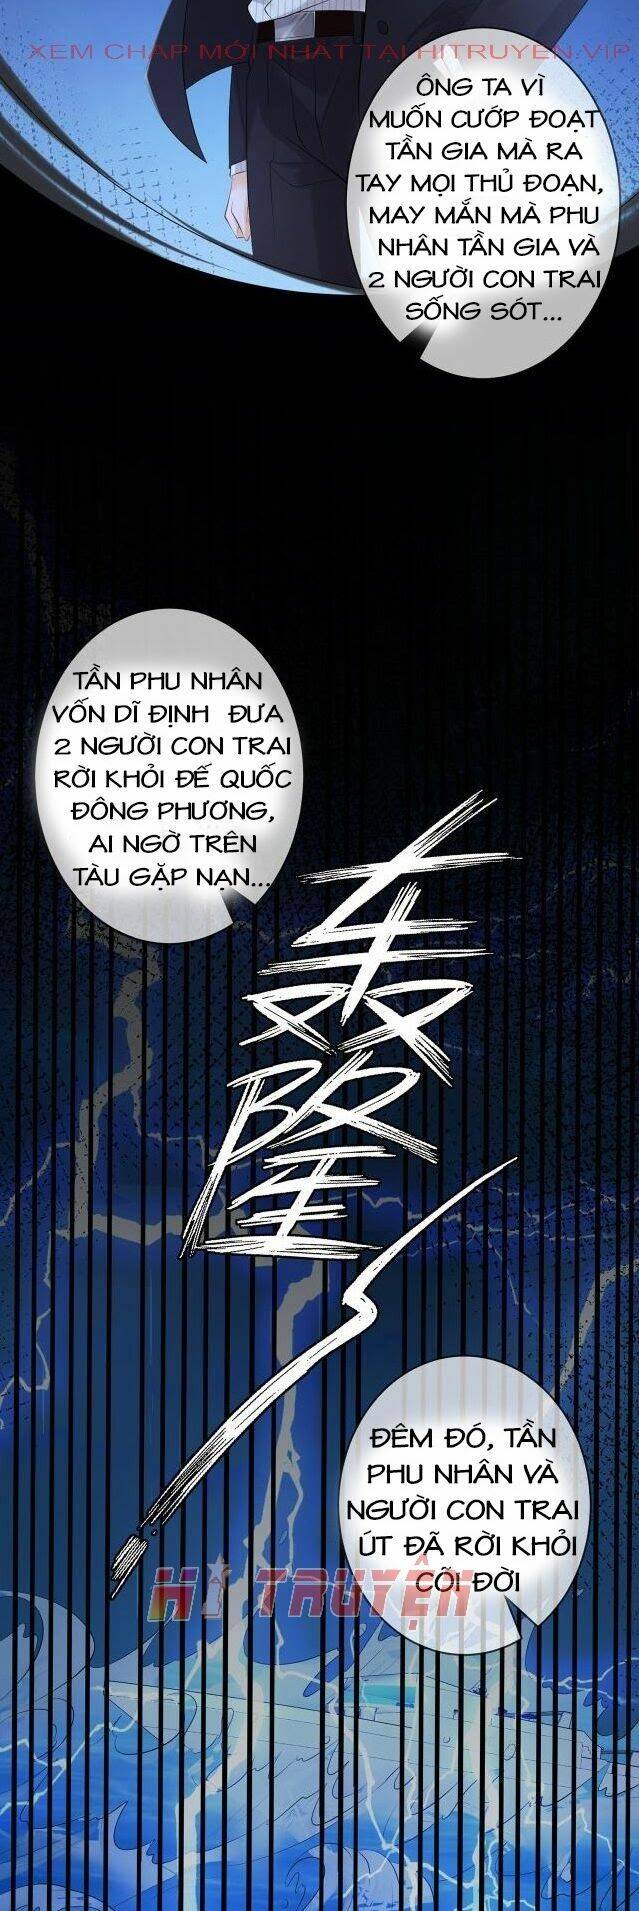 XEM CHAP MỚI NHẤT TẠI HITRUYEN.VIP
ÔNG TA VÌ
MUỐN CƯỚP ĐOẠT
TẦN GIA MÀ RA
TAY MỌI THỦ ĐOẠN,
MAY MẮN MÀ PHU
NHÂN TẦN GIA VÀ
2 NGƯỜI CON TRAI
SỐNG SÓT...
TẦN PHU NHÂN
VỐN DĨ ĐỊNH ĐƯA
2 NGƯỜI CON TRAI
RỜI KHỎI ĐẾ QUỐC
ĐÔNG PHƯƠNG,
AI NGỜ TRÊN
TÀU GẶP NẠN...
轰隆
ĐÊM ĐÓ, TẦN
PHU NHÂN VÀ
NGƯỜI CON TRAI
ÚT ĐÃ RỜI KHỎI
CÕI ĐỜI
HI TRUYỆN